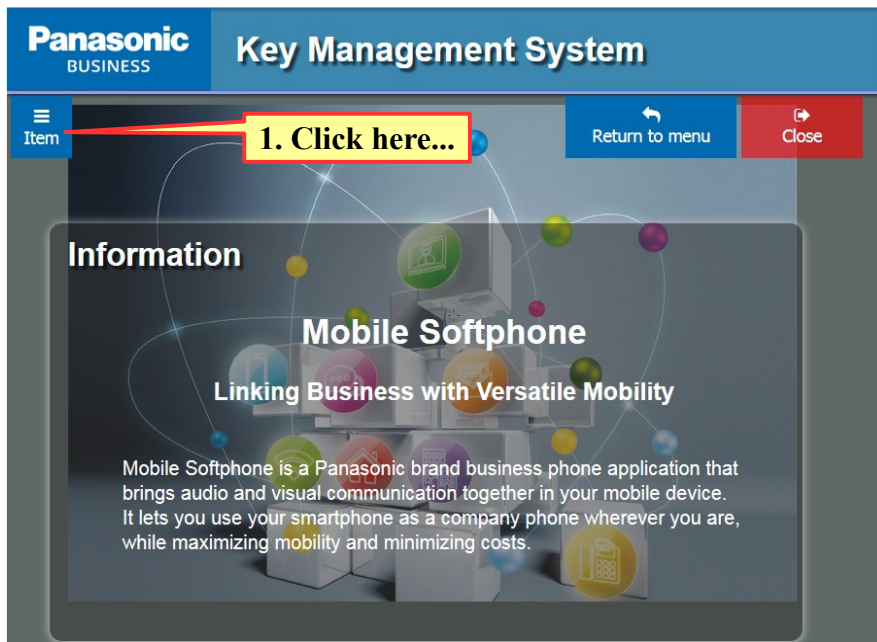 Panasonic
BUSINESS
Key Management System
Item
1. Click here...
Return to menu
Close
Information
Mobile Softphone
Linking Business with Versatile Mobility
Mobile Softphone is a Panasonic brand business phone application that
brings audio and visual communication together in your mobile device.
It lets you use your smartphone as a company phone wherever you are,
while maximizing mobility and minimizing costs.